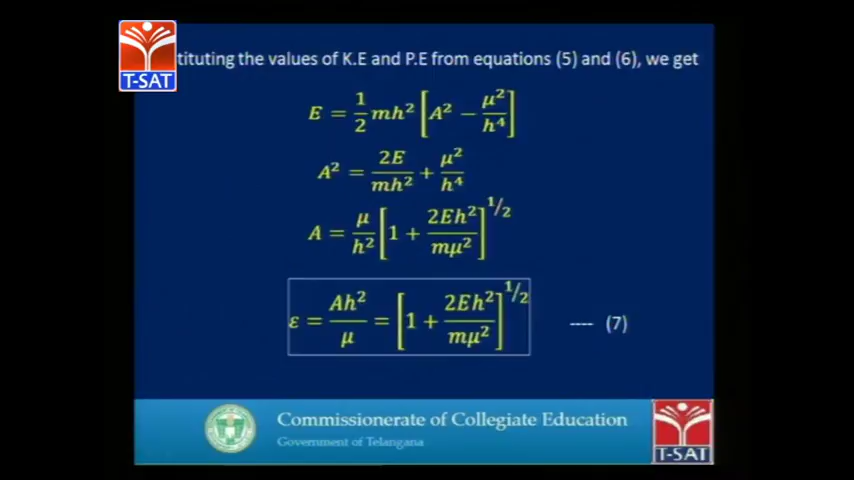 T-SAT
tituting the values of K.E and P.E from equations (5) and (6), we get
E = 1/2 mh² [A² − μ²/h⁴]
A² = 2E/mh² + μ²/h⁴
A = μ/h² [1 + 2Eh²/mμ²]^1/2
ε = Ah²/μ = [1 + 2Eh²/mμ²]^1/2 ---- (7)
Commissionerate of Collegiate Education
Government of Telangana
T-SAT